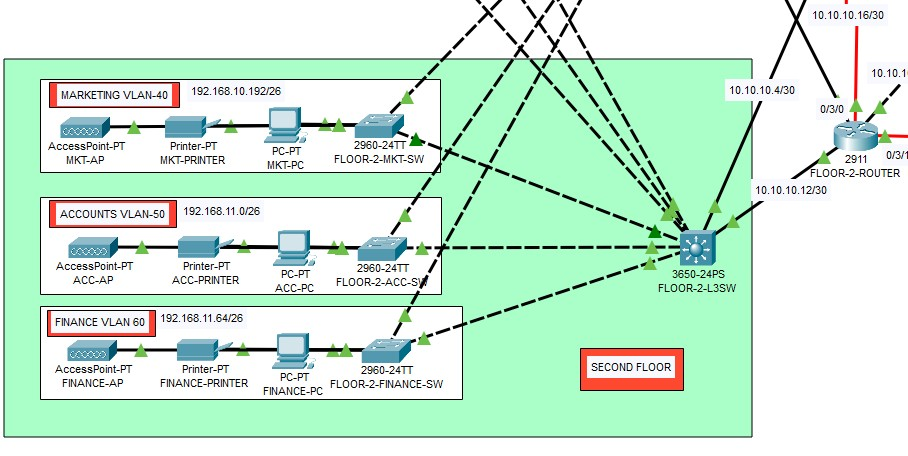 10.10.10.16/30
10.10.10
10.10.10.4/30
0/3/0
2911
0/3/1
FLOOR-2-ROUTER
10.10.10.12/30
MARKETING VLAN-40
192.168.10.192/26
AccessPoint-PT
MKT-AP
Printer-PT
MKT-PRINTER
PC-PT
MKT-PC
2960-24TT
FLOOR-2-MKT-SW
ACCOUNTS VLAN-50
192.168.11.0/26
AccessPoint-PT
ACC-AP
Printer-PT
ACC-PRINTER
PC-PT
ACC-PC
2960-24TT
FLOOR-2-ACC-SW
3650-24PS
FLOOR-2-L3SW
FINANCE VLAN 60
192.168.11.64/26
AccessPoint-PT
FINANCE-AP
Printer-PT
FINANCE-PRINTER
PC-PT
FINANCE-PC
2960-24TT
FLOOR-2-FINANCE-SW
SECOND FLOOR